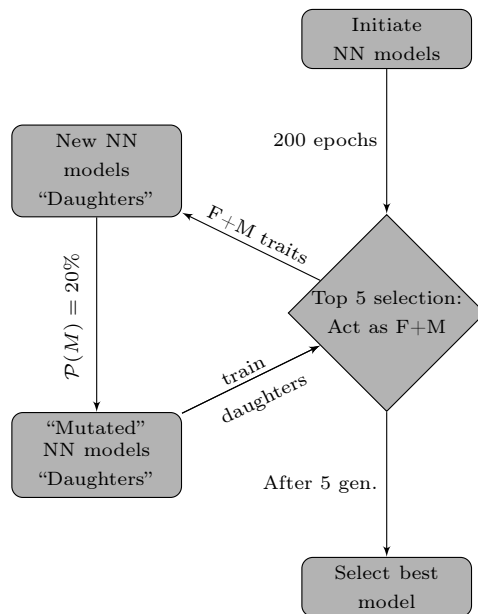 Initiate
NN models
200 epochs
New NN
models
“Daughters”
F+M traits
Top 5 selection:
Act as F+M
𝒫(M) = 20%
train
daughters
“Mutated”
NN models
“Daughters”
After 5 gen.
Select best
model